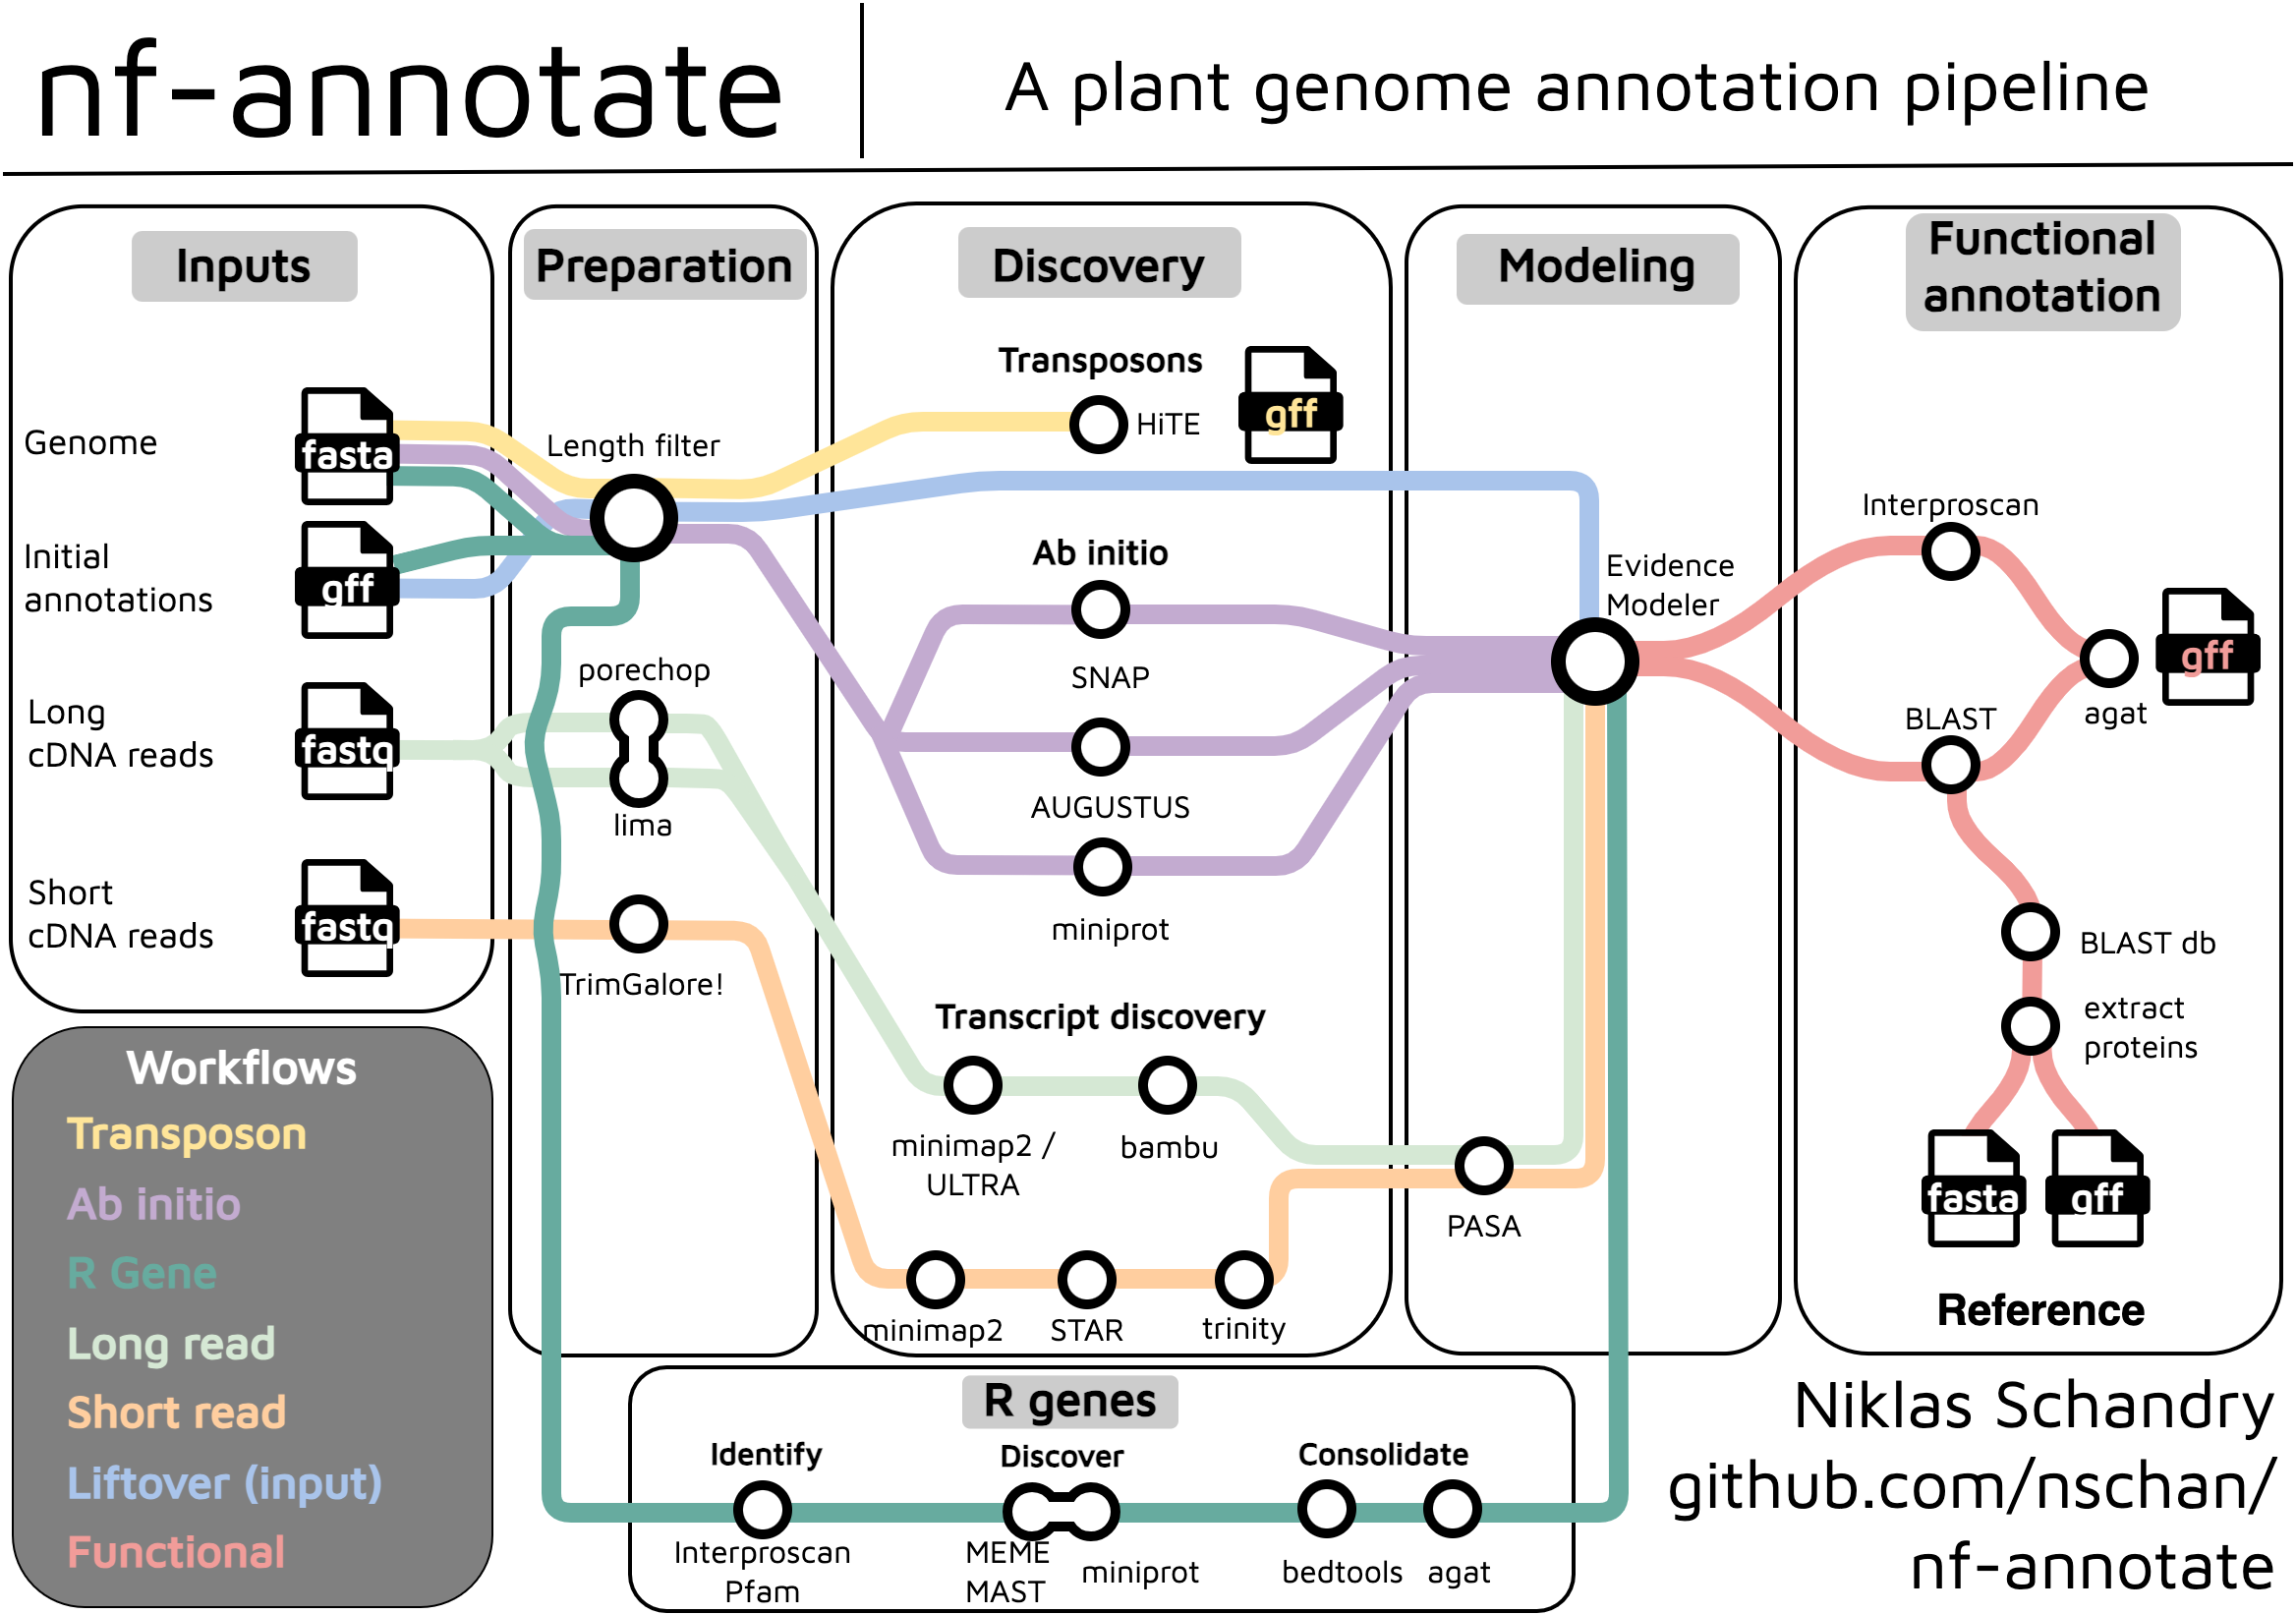 nf-annotate
A plant genome annotation pipeline
Inputs
Genome
fasta
Initial
annotations
gff
Long
cDNA reads
fastq
Short
cDNA reads
fastq
Workflows
Transposon
Ab initio
R Gene
Long read
Short read
Liftover (input)
Functional
Preparation
Length filter
porechop
lima
TrimGalore!
Discovery
Transposons
HiTE
gff
Ab initio
SNAP
AUGUSTUS
miniprot
Transcript discovery
minimap2 /
ULTRA
bambu
minimap2
STAR
trinity
Modeling
Evidence
Modeler
PASA
Functional
annotation
Interproscan
BLAST
agat
gff
BLAST db
extract
proteins
fasta
gff
Reference
R genes
Identify
Interproscan
Pfam
Discover
MEME
MAST
miniprot
Consolidate
bedtools
agat
Niklas Schandry
github.com/nschan/
nf-annotate